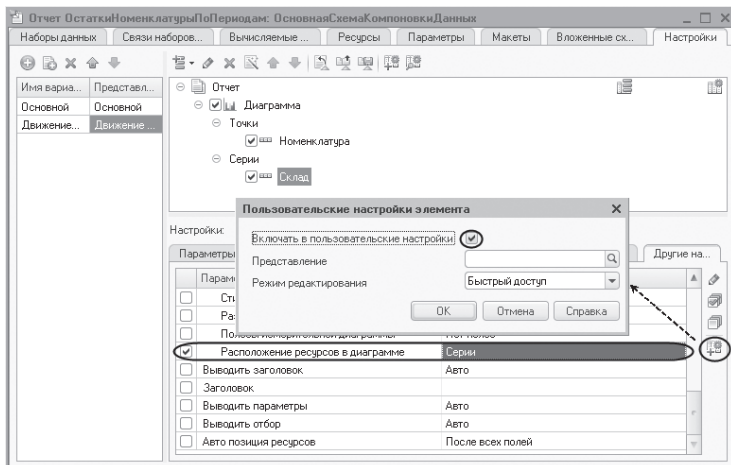 Отчет ОстаткиНоменклатурыПоПериодам: ОсновнаяСхемаКомпоновкиДанных
Наборы данных
Связи наборов...
Вычисляемые ...
Ресурсы
Параметры
Макеты
Вложенные сх...
Настройки
Имя вариа...
Представл...
Основной
Основной
Движение...
Движение ...
Отчет
Диаграмма
Точки
Номенклатура
Серии
Склад
Настройки:
Пользовательские настройки элемента
Включать в пользовательские настройки
Представление
Режим редактирования
Быстрый доступ
OK
Отмена
Справка
Параметры
Другие на...
Расположение ресурсов в диаграмме
Серии
Выводить заголовок
Авто
Заголовок
Выводить параметры
Авто
Выводить отбор
Авто
Авто позиция ресурсов
После всех полей